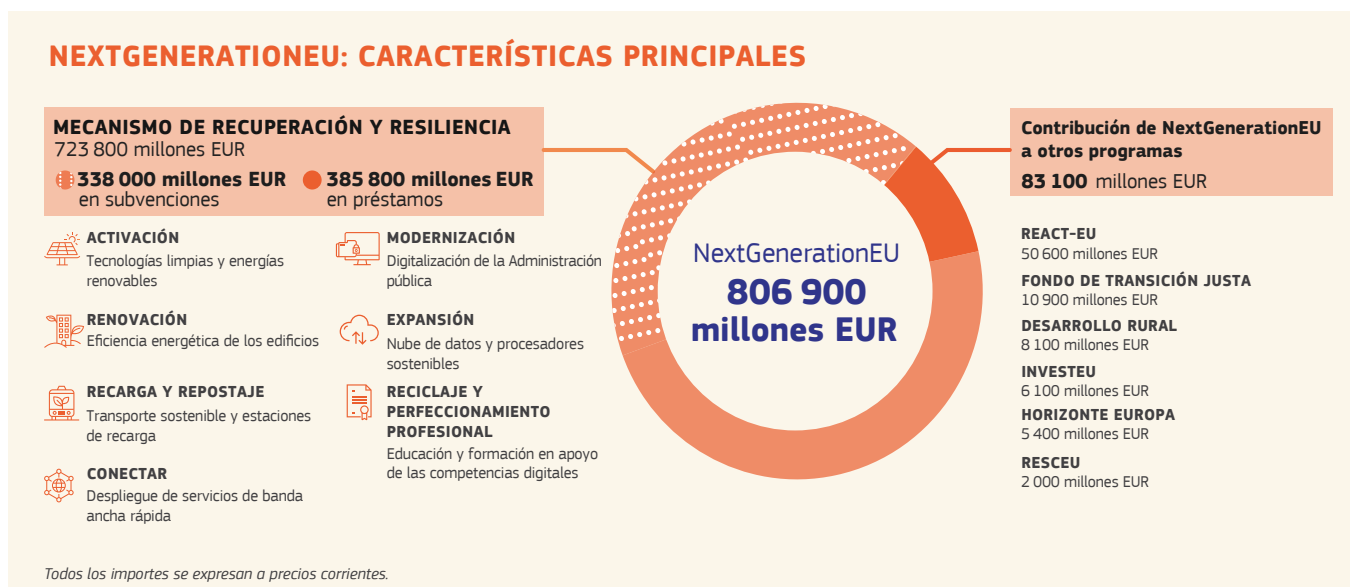 NEXTGENERATIONEU: CARACTERÍSTICAS PRINCIPALES
MECANISMO DE RECUPERACIÓN Y RESILIENCIA
723 800 millones EUR
338 000 millones EUR
en subvenciones
385 800 millones EUR
en préstamos
ACTIVACIÓN
Tecnologías limpias y energías
renovables
RENOVACIÓN
Eficiencia energética de los edificios
RECARGA Y REPOSTAJE
Transporte sostenible y estaciones
de recarga
CONECTAR
Despliegue de servicios de banda
ancha rápida
MODERNIZACIÓN
Digitalización de la Administración
pública
EXPANSIÓN
Nube de datos y procesadores
sostenibles
RECICLAJE Y
PERFECCIONAMIENTO
PROFESIONAL
Educación y formación en apoyo
de las competencias digitales
NextGenerationEU
806 900
millones EUR
Contribución de NextGenerationEU
a otros programas
83 100 millones EUR
REACT-EU
50 600 millones EUR
FONDO DE TRANSICIÓN JUSTA
10 900 millones EUR
DESARROLLO RURAL
8 100 millones EUR
INVESTEU
6 100 millones EUR
HORIZONTE EUROPA
5 400 millones EUR
RESCEU
2 000 millones EUR
Todos los importes se expresan a precios corrientes.